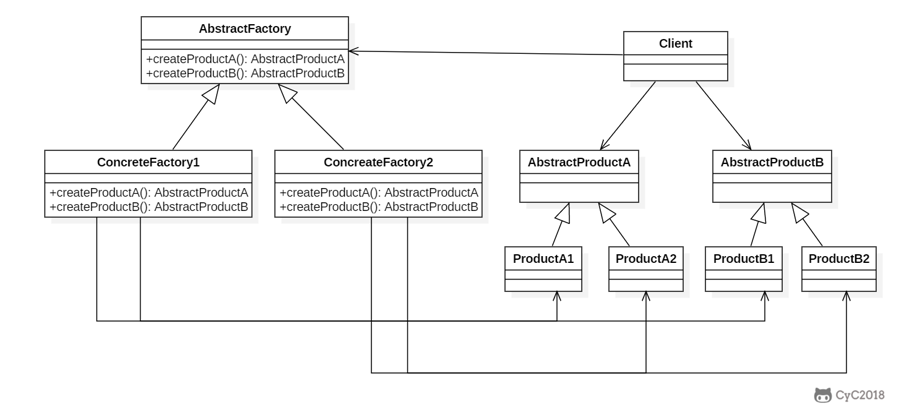 AbstractFactory
+createProductA(): AbstractProductA
+createProductB(): AbstractProductB
Client
ConcreteFactory1
+createProductA(): AbstractProductA
+createProductB(): AbstractProductB
ConcreateFactory2
+createProductA(): AbstractProductA
+createProductB(): AbstractProductB
AbstractProductA
AbstractProductB
ProductA1
ProductA2
ProductB1
ProductB2
CyC2018